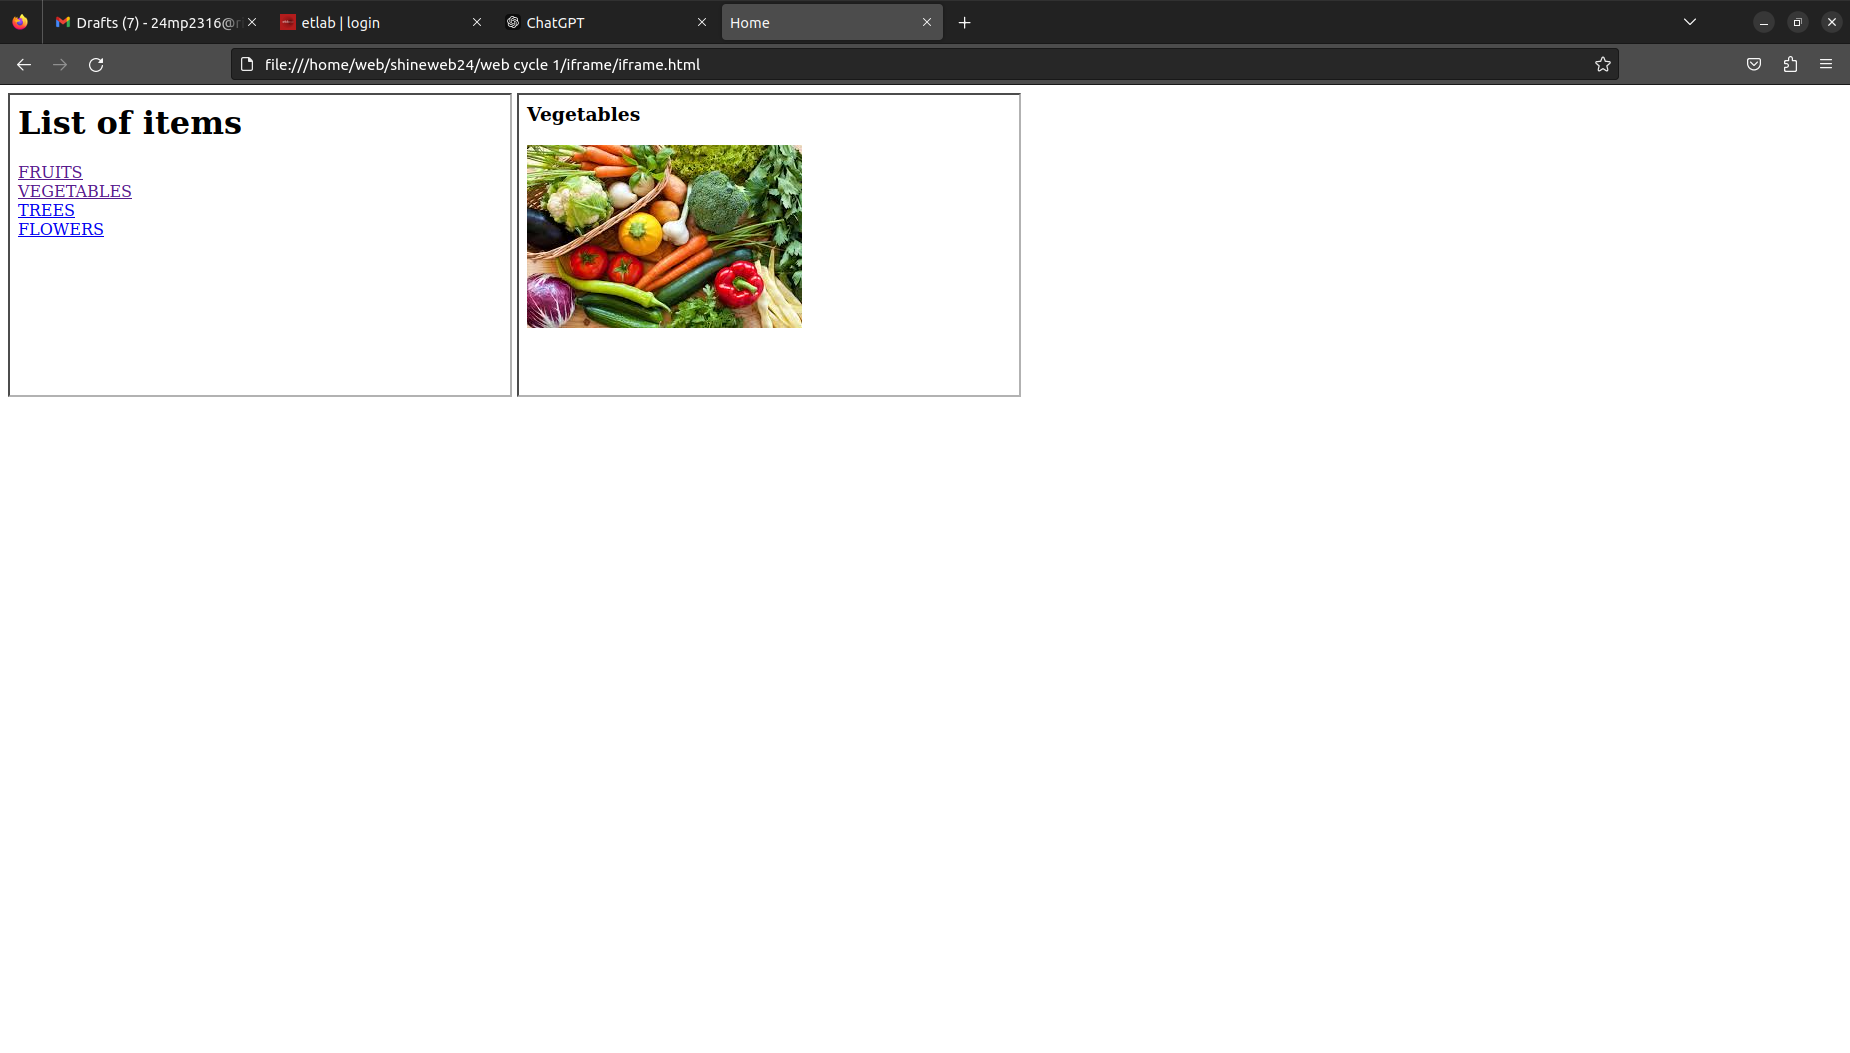 Drafts (7) - 24mp2316@r
etlab | login
ChatGPT
Home
file:///home/web/shineweb24/web cycle 1/iframe/iframe.html
List of items
FRUITS
VEGETABLES
TREES
FLOWERS
Vegetables